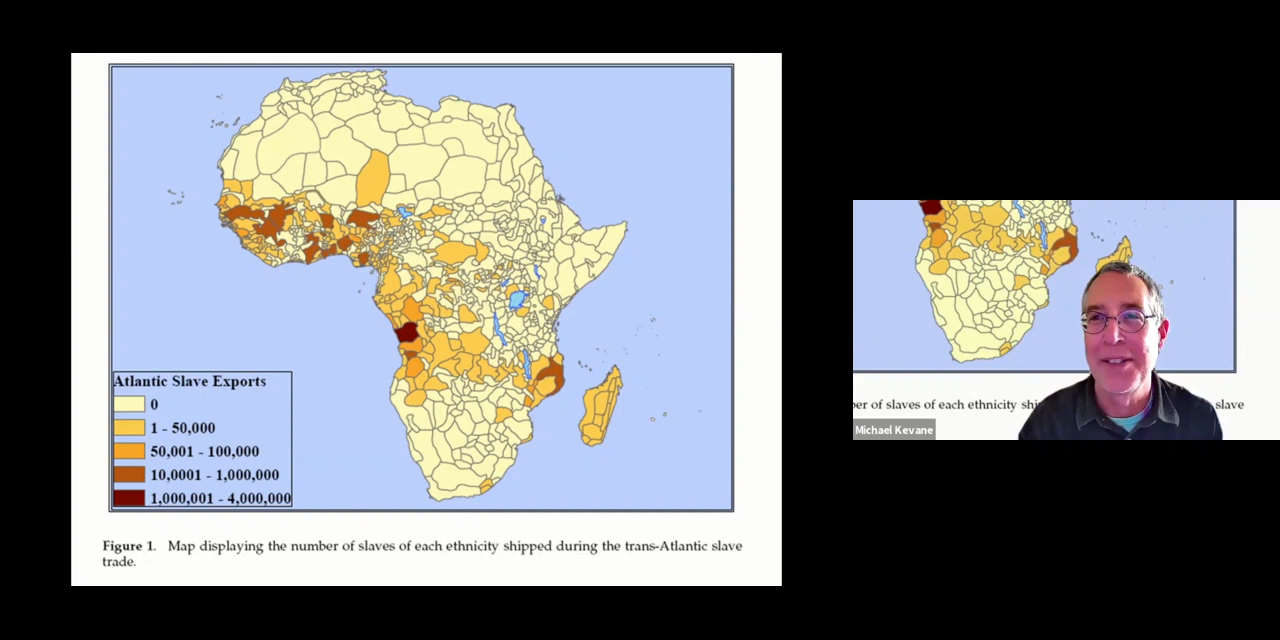 Atlantic Slave Exports
0
1 - 50,000
50,001 - 100,000
10,0001 - 1,000,000
1,000,001 - 4,000,000
Figure 1. Map displaying the number of slaves of each ethnicity shipped during the trans-Atlantic slave
trade.
er of slaves of each ethnicity shi slave
Michael Kevane